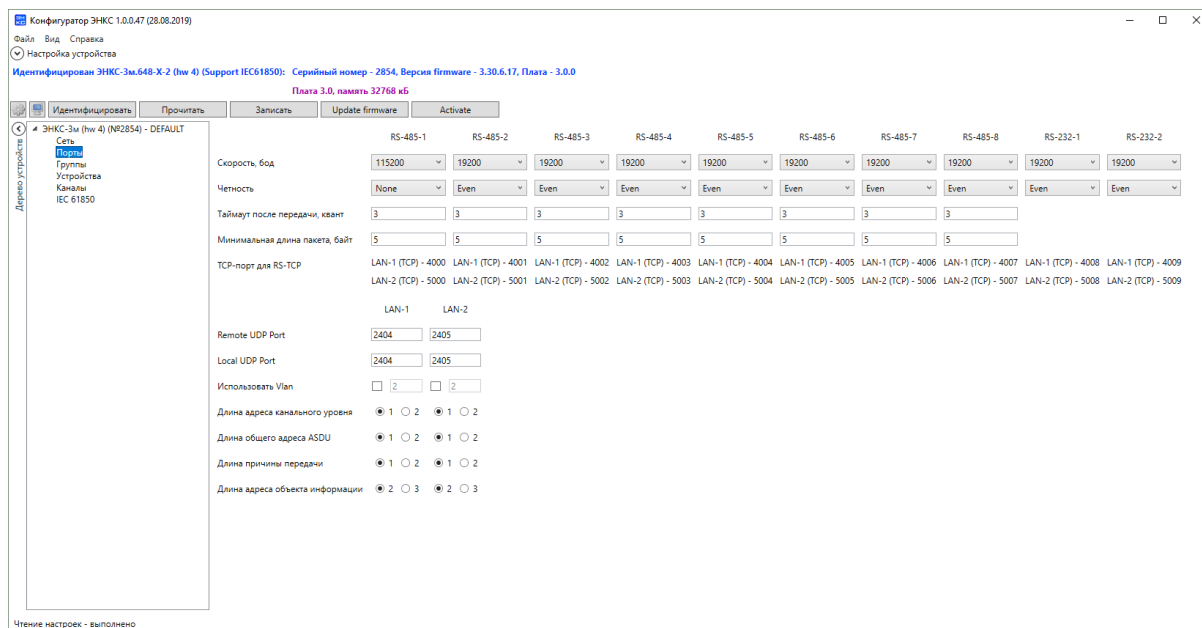 Конфигуратор ЭНКС 1.0.0.47 (28.08.2019)
Файл Вид Справка
Настройка устройства
Идентифицирован ЭНКС-3м.648-X-2 (hw 4) (Support IEC61850): Серийный номер - 2854, Версия firmware - 3.30.6.17, Плата - 3.0.0
Плата 3.0, память 32768 кБ
Идентифицировать Прочитать Записать Update firmware Activate
Дерево устройств
ЭНКС-3м (hw 4) (№2854) - DEFAULT
Сеть
Порты
Группы
Устройства
Каналы
IEC 61850
RS-485-1 RS-485-2 RS-485-3 RS-485-4 RS-485-5 RS-485-6 RS-485-7 RS-485-8 RS-232-1 RS-232-2
Скорость, бод 115200 19200 19200 19200 19200 19200 19200 19200 19200 19200
Четность None Even Even Even Even Even Even Even Even Even
Таймаут после передачи, квант 3 3 3 3 3 3 3 3
Минимальная длина пакета, байт 5 5 5 5 5 5 5 5
TCP-порт для RS-TCP LAN-1 (TCP) - 4000 LAN-1 (TCP) - 4001 LAN-1 (TCP) - 4002 LAN-1 (TCP) - 4003 LAN-1 (TCP) - 4004 LAN-1 (TCP) - 4005 LAN-1 (TCP) - 4006 LAN-1 (TCP) - 4007 LAN-1 (TCP) - 4008 LAN-1 (TCP) - 4009
LAN-2 (TCP) - 5000 LAN-2 (TCP) - 5001 LAN-2 (TCP) - 5002 LAN-2 (TCP) - 5003 LAN-2 (TCP) - 5004 LAN-2 (TCP) - 5005 LAN-2 (TCP) - 5006 LAN-2 (TCP) - 5007 LAN-2 (TCP) - 5008 LAN-2 (TCP) - 5009
LAN-1 LAN-2
Remote UDP Port 2404 2405
Local UDP Port 2404 2405
Использовать Vlan 2 2
Длина адреса канального уровня 1 2 1 2
Длина общего адреса ASDU 1 2 1 2
Длина причины передачи 1 2 1 2
Длина адреса объекта информации 2 3 2 3
Чтение настроек - выполнено